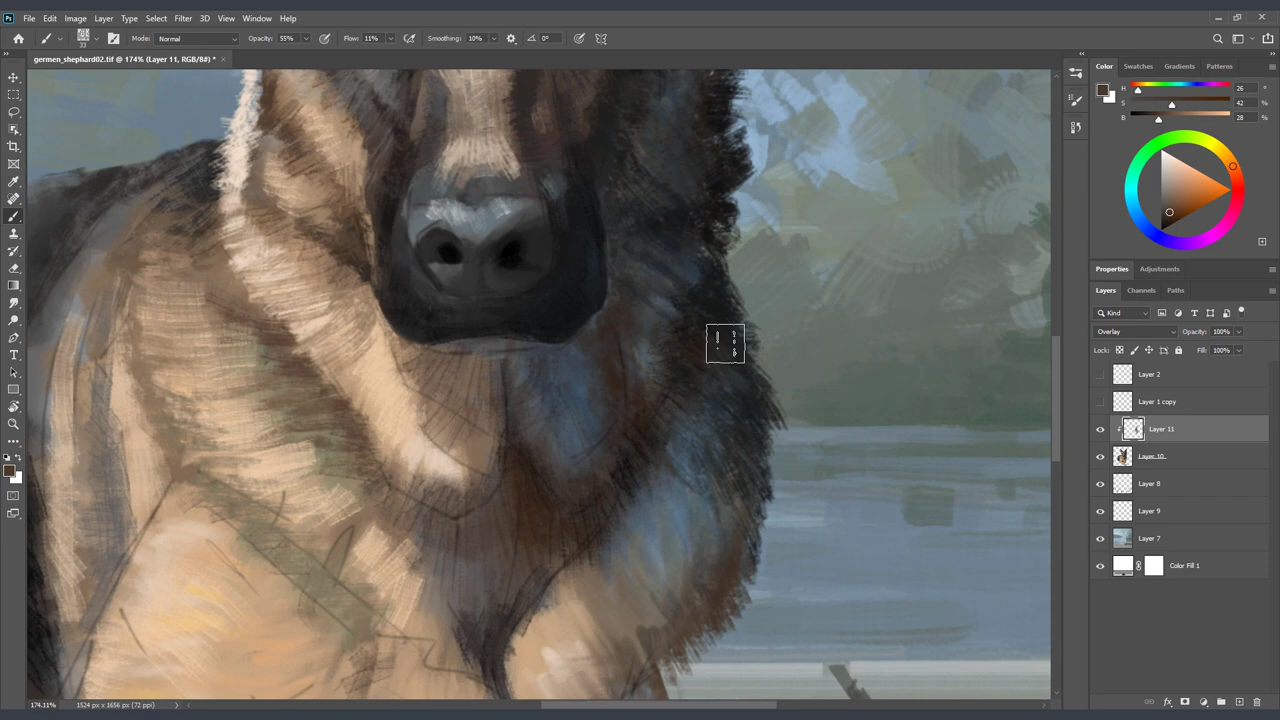 Ps File Edit Image Layer Type Select Filter 3D View Window Help
33 Mode: Normal Opacity: 55% Flow: 11% Smoothing: 10% 0°
germen_shephard02.tif @ 174% (Layer 11, RGB/8#) * ×
Color Swatches Gradients Patterns
H 26 °
S 42 %
B 28 %
Properties Adjustments
Layers Channels Paths
Kind
Overlay Opacity: 100%
Lock: Fill: 100%
Layer 2
Layer 1 copy
Layer 11
Layer 10
Layer 8
Layer 9
Layer 7
Color Fill 1
174.11% 1524 px x 1656 px (72 ppi)